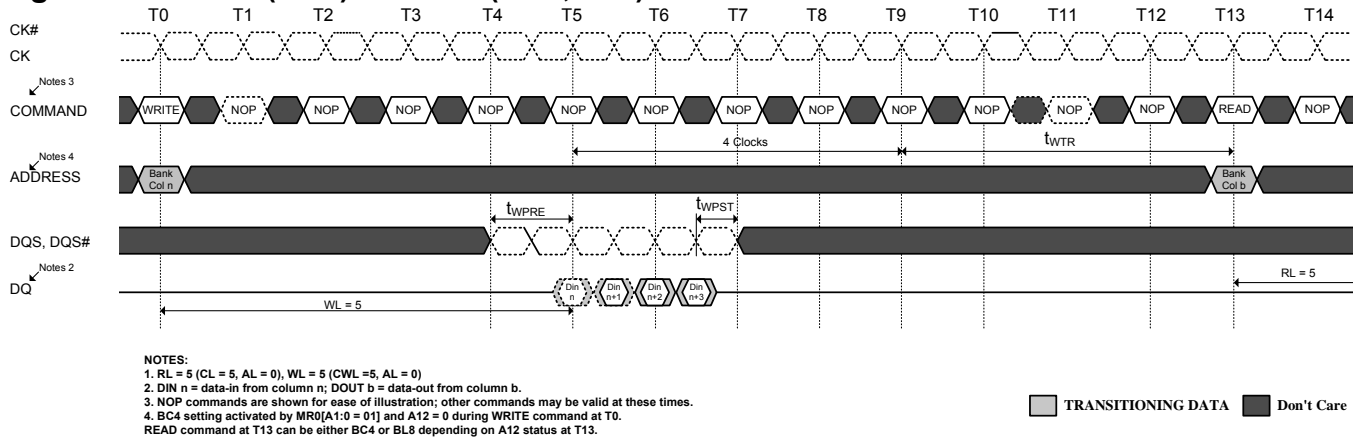 T0 T1 T2 T3 T4 T5 T6 T7 T8 T9 T10 T11 T12 T13 T14
CK#
CK
Notes 3
COMMAND
WRITE NOP NOP NOP NOP NOP NOP NOP NOP NOP NOP NOP NOP READ NOP
4 Clocks
tWTR
Notes 4
ADDRESS
Bank
Col n
Bank
Col b
tWPRE
tWPST
DQS, DQS#
Notes 2
DQ
Din
n
Din
n+1
Din
n+2
Din
n+3
RL = 5
WL = 5
NOTES:
1. RL = 5 (CL = 5, AL = 0), WL = 5 (CWL =5, AL = 0)
2. DIN n = data-in from column n; DOUT b = data-out from column b.
3. NOP commands are shown for ease of illustration; other commands may be valid at these times.
4. BC4 setting activated by MR0[A1:0 = 01] and A12 = 0 during WRITE command at T0.
READ command at T13 can be either BC4 or BL8 depending on A12 status at T13.
TRANSITIONING DATA
Don't Care